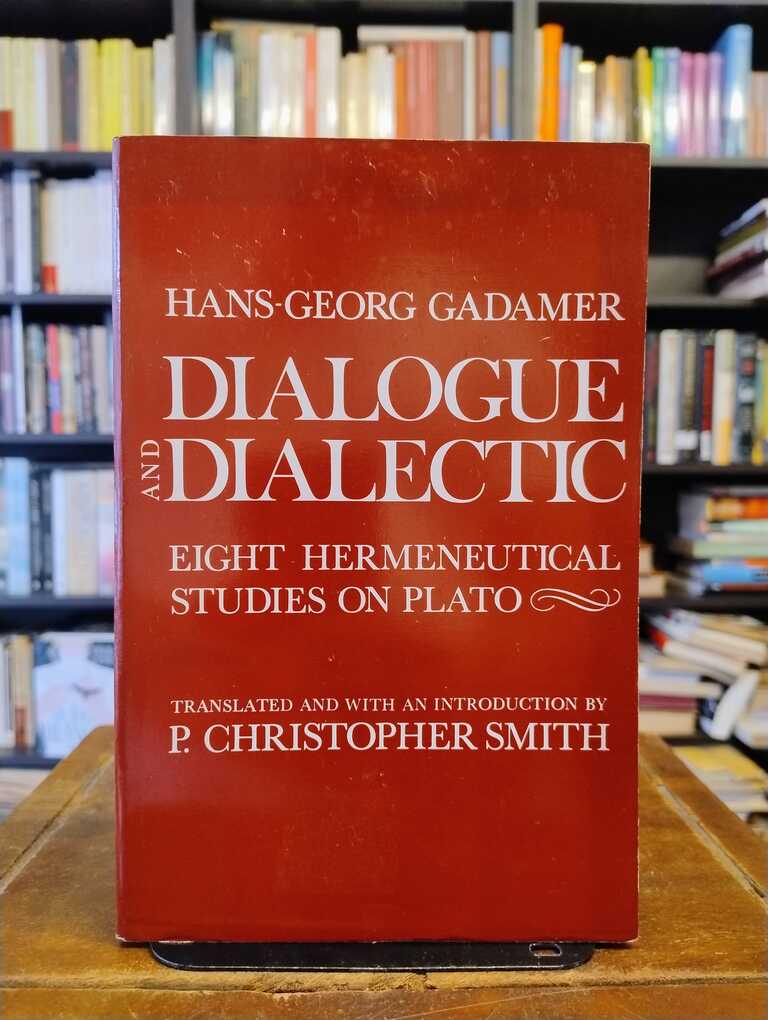 HANS-GEORG GADAMER
DIALOGUE
AND DIALECTIC
EIGHT HERMENEUTICAL
STUDIES ON PLATO
TRANSLATED AND WITH AN INTRODUCTION BY
P. CHRISTOPHER SMITH